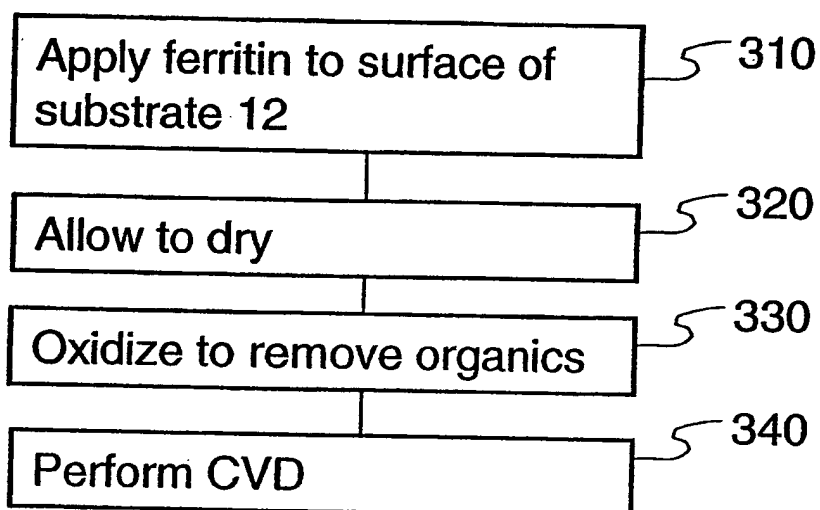 Apply ferritin to surface of
substrate 12
310
Allow to dry
320
Oxidize to remove organics
330
Perform CVD
340